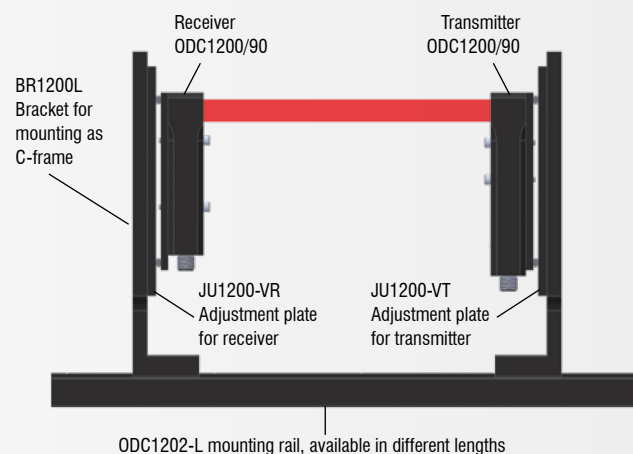 Receiver
ODC1200/90
Transmitter
ODC1200/90
BR1200L
Bracket for
mounting as
C-frame
JU1200-VR
Adjustment plate
for receiver
JU1200-VT
Adjustment plate
for transmitter
ODC1202-L mounting rail, available in different lengths